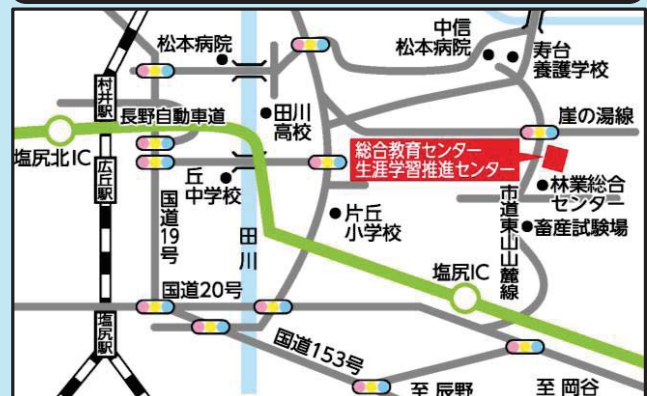 松本病院
中信
松本病院
寿台
養護学校
村井駅
長野自動車道
田川
高校
崖の湯線
塩尻北IC
広丘駅
丘
中学校
総合教育センター
生涯学習推進センター
林業総合
センター
国道19号
田川
片丘
小学校
市道東山山麓線
畜産試験場
塩尻IC
国道20号
塩尻駅
国道153号
至 辰野
至 岡谷